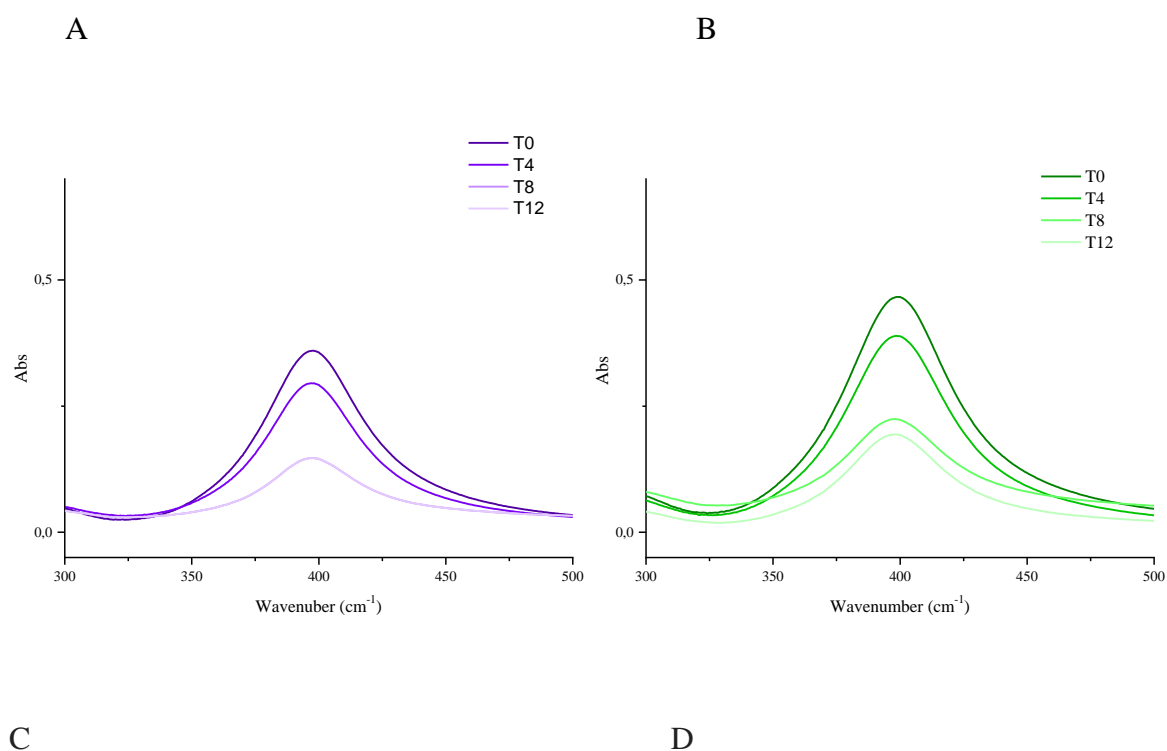 A
B
T0
T4
T8
T12
0,5
0,0
Abs
300
350
400
450
500
Wavenuber (cm-1)
T0
T4
T8
T12
0,5
0,0
Abs
300
350
400
450
500
Wavenumber (cm-1)
C
D